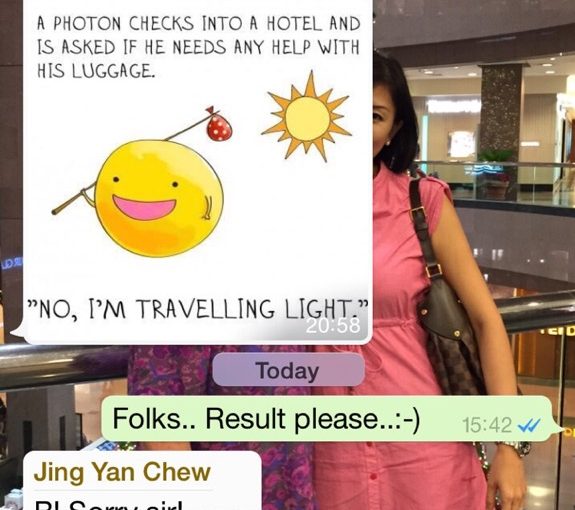 A PHOTON CHECKS INTO A HOTEL AND
IS ASKED IF HE NEEDS ANY HELP WITH
HIS LUGGAGE.
"NO, I'M TRAVELLING LIGHT."
20:58
Today
Folks.. Result please..:-)
15:42
Jing Yan Chew